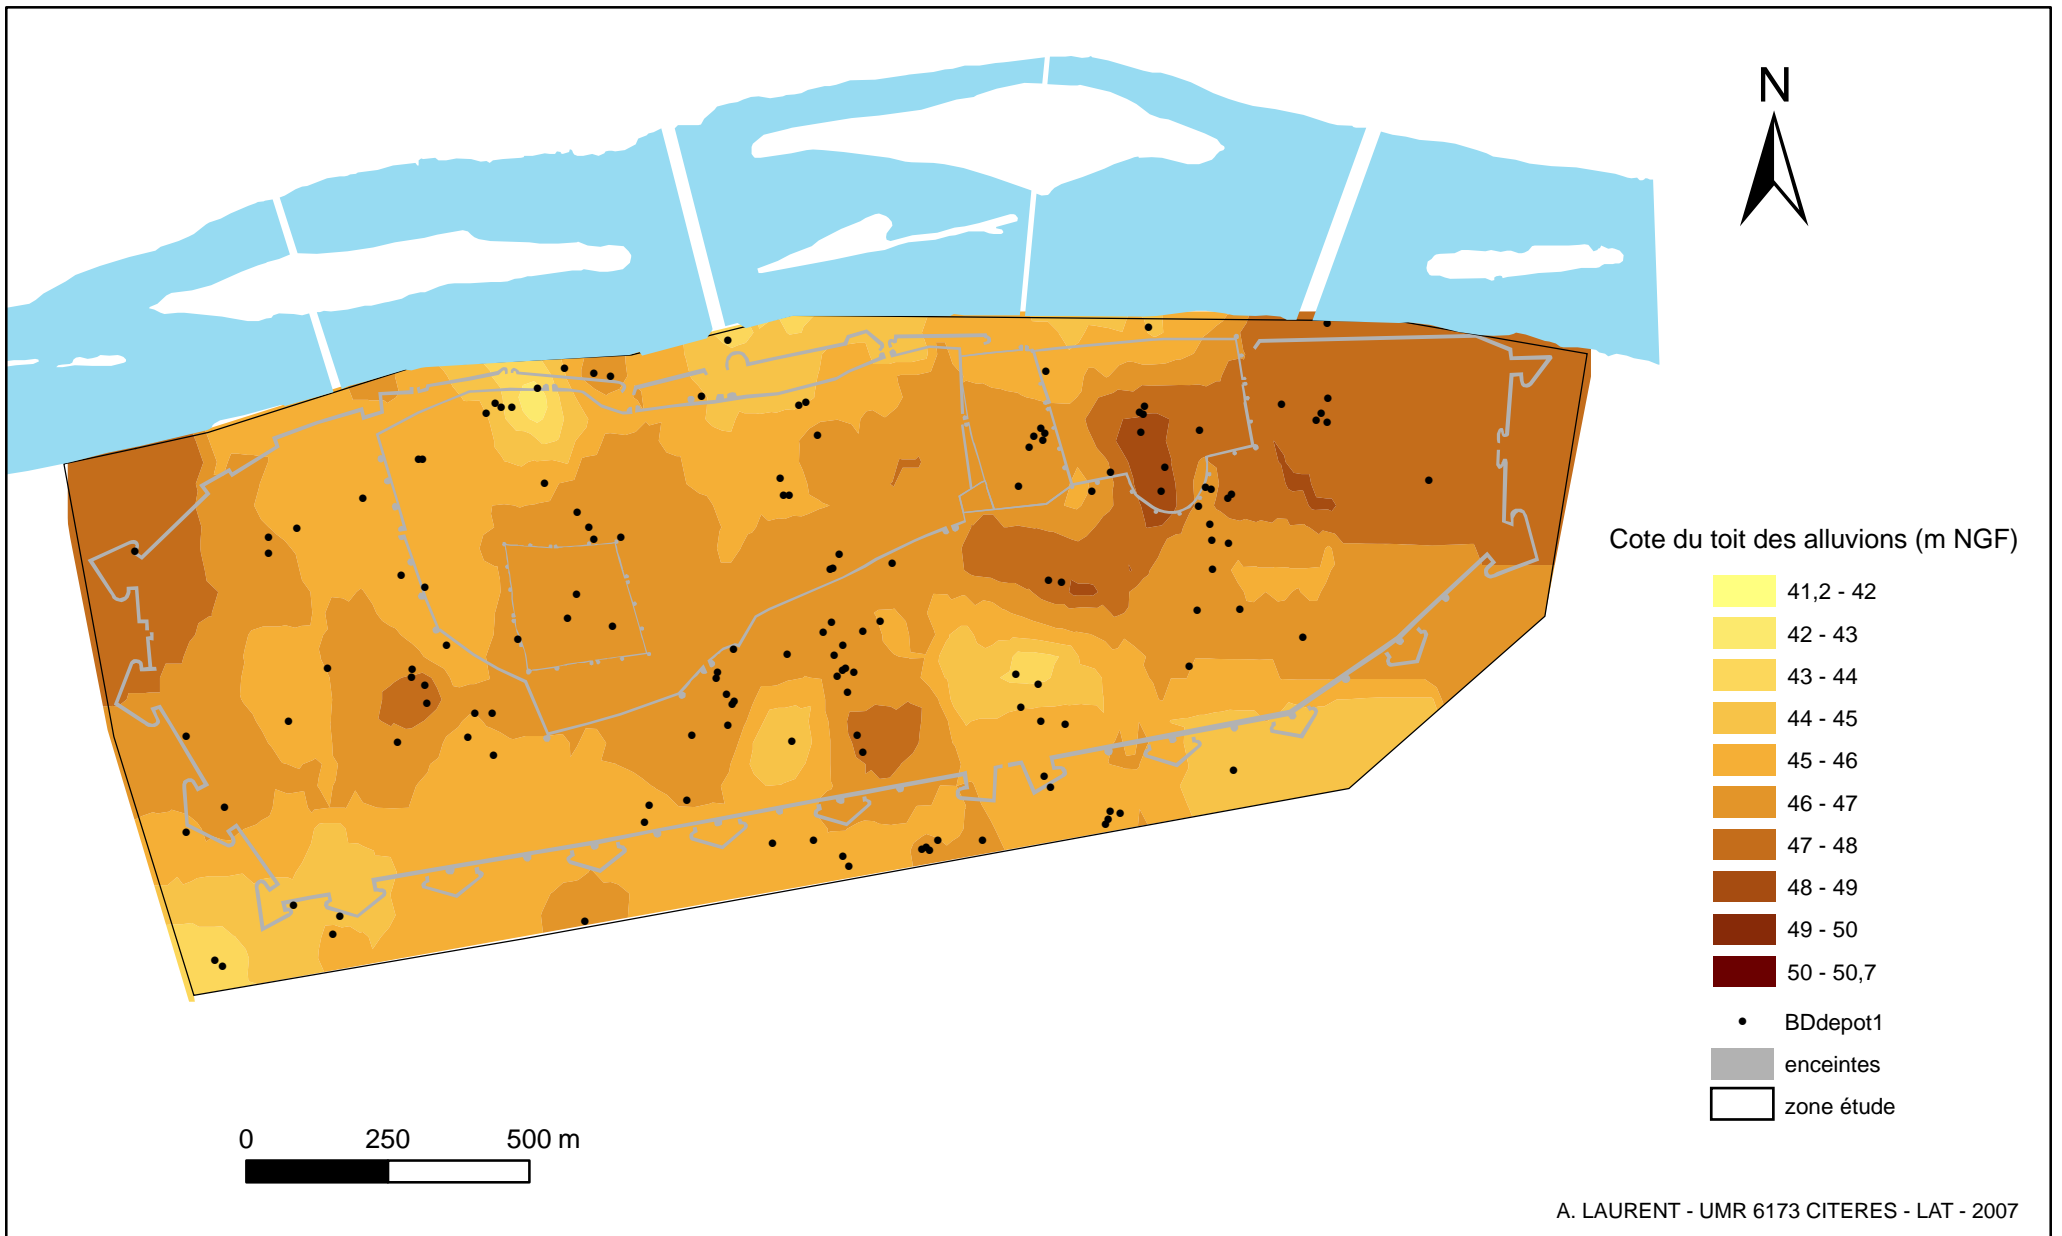 N
Cote du toit des alluvions (m NGF)
41,2 - 42
42 - 43
43 - 44
44 - 45
45 - 46
46 - 47
47 - 48
48 - 49
49 - 50
50 - 50,7
BDdepot1
enceintes
zone étude
0 250 500 m
A. LAURENT - UMR 6173 CITERES - LAT - 2007